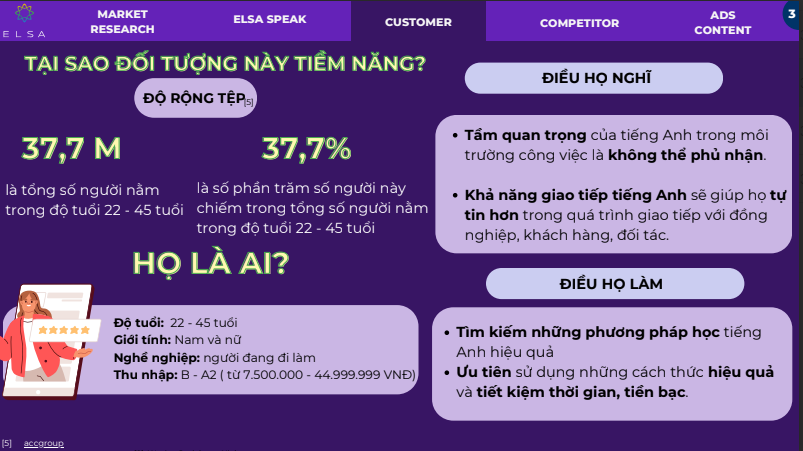 ELSA
MARKET
RESEARCH
ELSA SPEAK
CUSTOMER
COMPETITOR
ADS
CONTENT
3
TẠI SAO ĐỐI TƯỢNG NÀY TIỀM NĂNG?
ĐỘ RỘNG TỆP[5]
37,7 M
là tổng số người nằm
trong độ tuổi 22 - 45 tuổi
37,7%
là số phần trăm số người này
chiếm trong tổng số người nằm
trong độ tuổi 22 - 45 tuổi
HỌ LÀ AI?
Độ tuổi: 22 - 45 tuổi
Giới tính: Nam và nữ
Nghề nghiệp: người đang đi làm
Thu nhập: B - A2 ( từ 7.500.000 - 44.999.999 VNĐ)
ĐIỀU HỌ NGHĨ
• Tầm quan trọng của tiếng Anh trong môi
trường công việc là không thể phủ nhận.
• Khả năng giao tiếp tiếng Anh sẽ giúp họ tự
tin hơn trong quá trình giao tiếp với đồng
nghiệp, khách hàng, đối tác.
ĐIỀU HỌ LÀM
• Tìm kiếm những phương pháp học tiếng
Anh hiệu quả
• Ưu tiên sử dụng những cách thức hiệu quả
và tiết kiệm thời gian, tiền bạc.
[5] accgroup